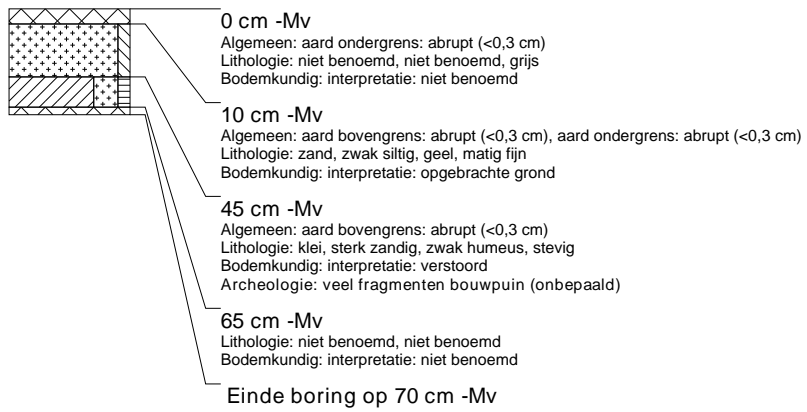 0 cm -Mv
Algemeen: aard ondergrens: abrupt (<0,3 cm)
Lithologie: niet benoemd, niet benoemd, grijs
Bodemkundig: interpretatie: niet benoemd
10 cm -Mv
Algemeen: aard bovengrens: abrupt (<0,3 cm), aard ondergrens: abrupt (<0,3 cm)
Lithologie: zand, zwak siltig, geel, matig fijn
Bodemkundig: interpretatie: opgebrachte grond
45 cm -Mv
Algemeen: aard bovengrens: abrupt (<0,3 cm)
Lithologie: klei, sterk zandig, zwak humeus, stevig
Bodemkundig: interpretatie: verstoord
Archeologie: veel fragmenten bouwpuin (onbepaald)
65 cm -Mv
Lithologie: niet benoemd, niet benoemd
Bodemkundig: interpretatie: niet benoemd
Einde boring op 70 cm -Mv